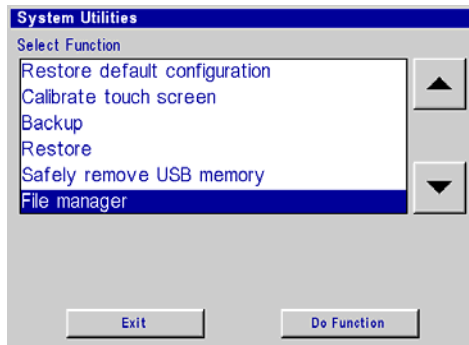 System Utilities
Select Function
Restore default configuration
Calibrate touch screen
Backup
Restore
Safely remove USB memory
File manager
Exit
Do Function